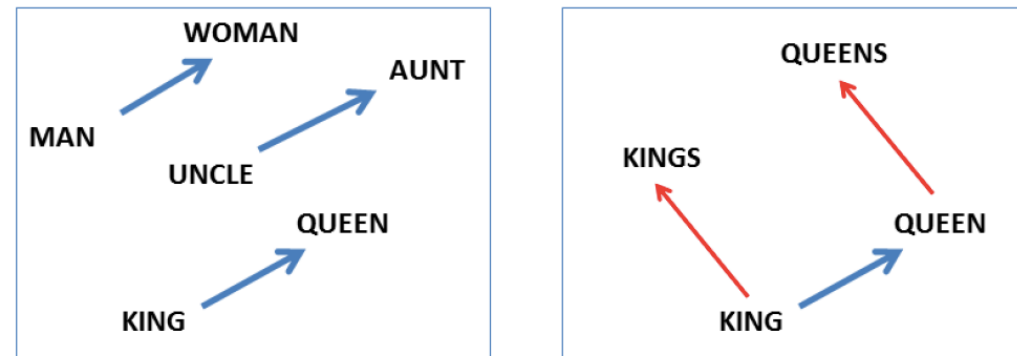 WOMAN
AUNT
MAN
UNCLE
QUEEN
KING
QUEENS
KINGS
QUEEN
KING